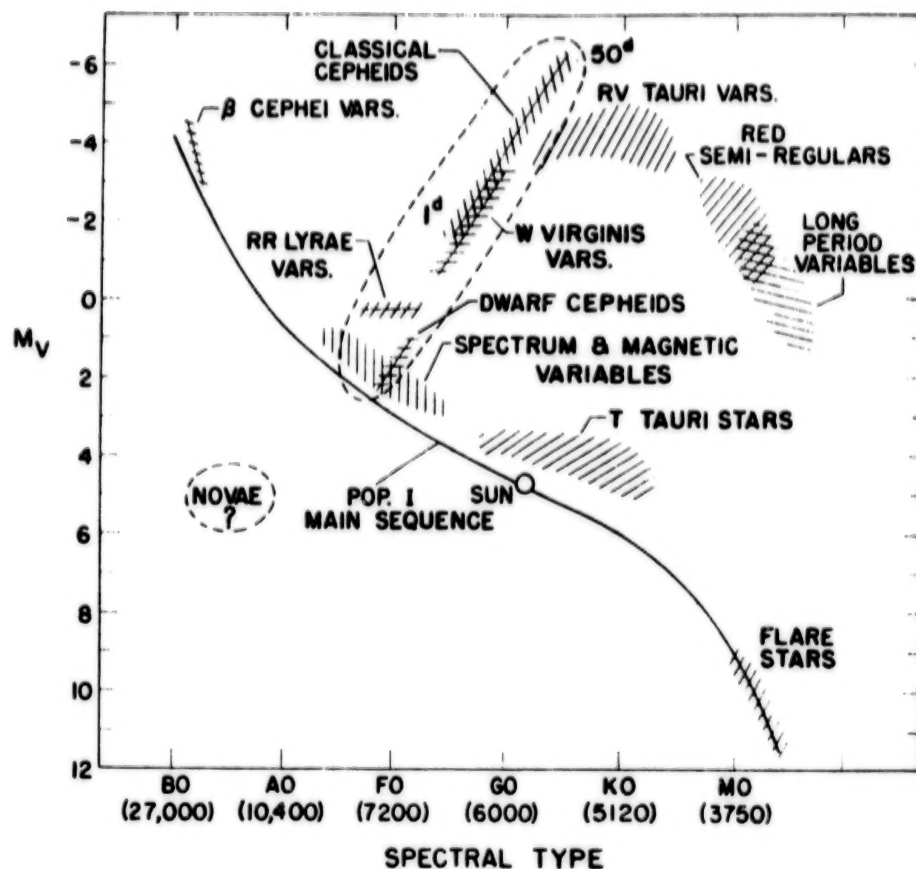 -6
-4
-2
0
2
4
6
8
10
12
M V
CLASSICAL
CEPHEIDS
50 d
RV TAURI VARS.
β CEPHEI VARS.
RED
SEMI-REGULARS
1 d
W VIRGINIS
VARS.
LONG
PERIOD
VARIABLES
RR LYRAE
VARS.
DWARF CEPHEIDS
SPECTRUM & MAGNETIC
VARIABLES
T TAURI STARS
NOVAE
?
POP. I
MAIN SEQUENCE
SUN
FLARE
STARS
BO AO FO GO KO MO
(27,000) (10,400) (7200) (6000) (5120) (3750)
SPECTRAL TYPE